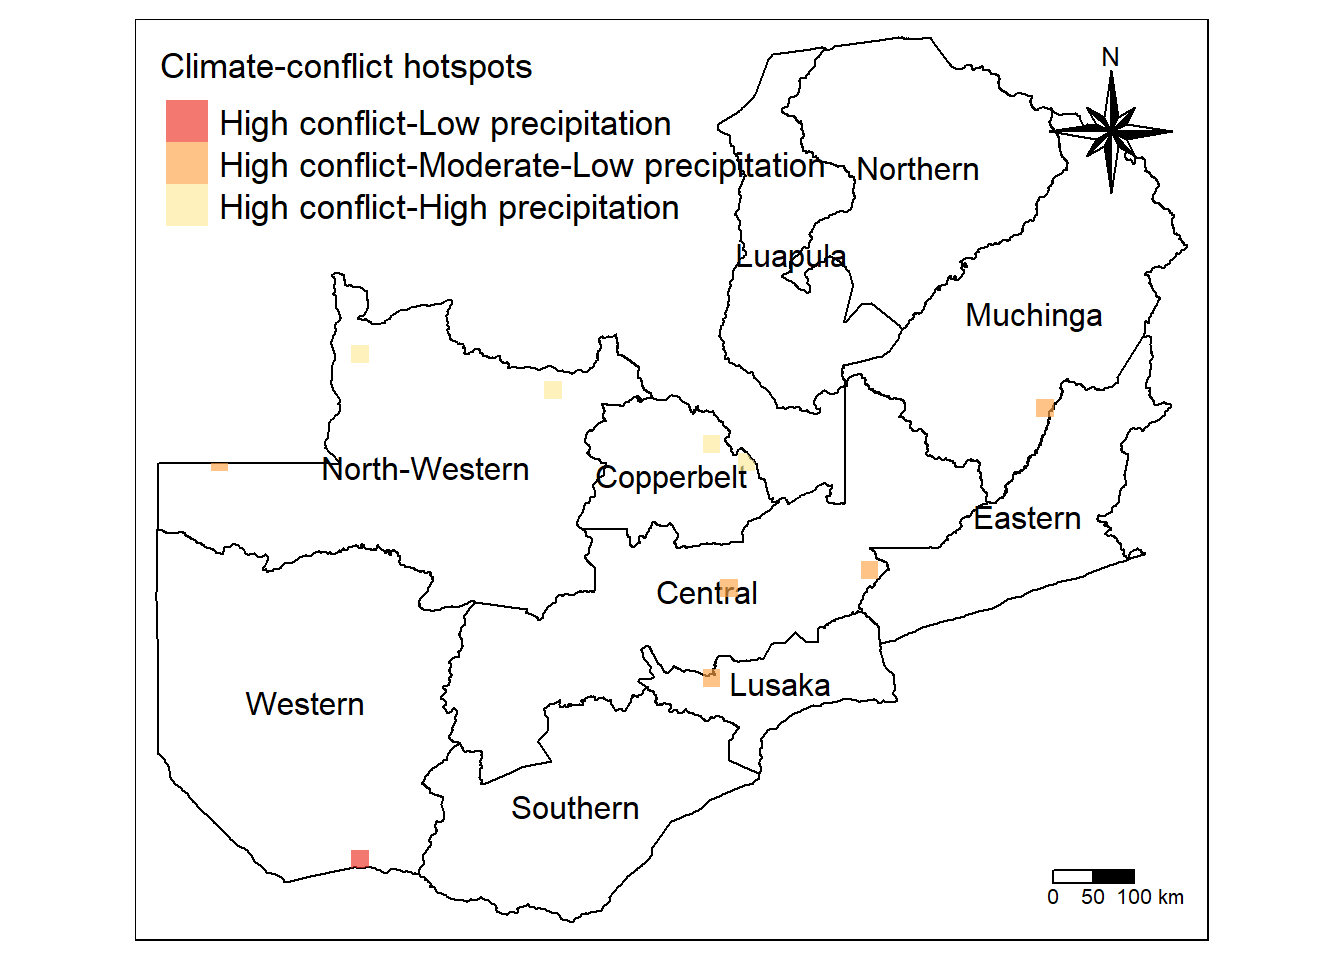 Climate-conflict hotspots
High conflict-Low precipitation
High conflict-Moderate-Low precipitation
High conflict-High precipitation
N
Northern
Luapula
Muchinga
North-Western
Copperbelt
Eastern
Central
Lusaka
Western
Southern
0 50 100 km